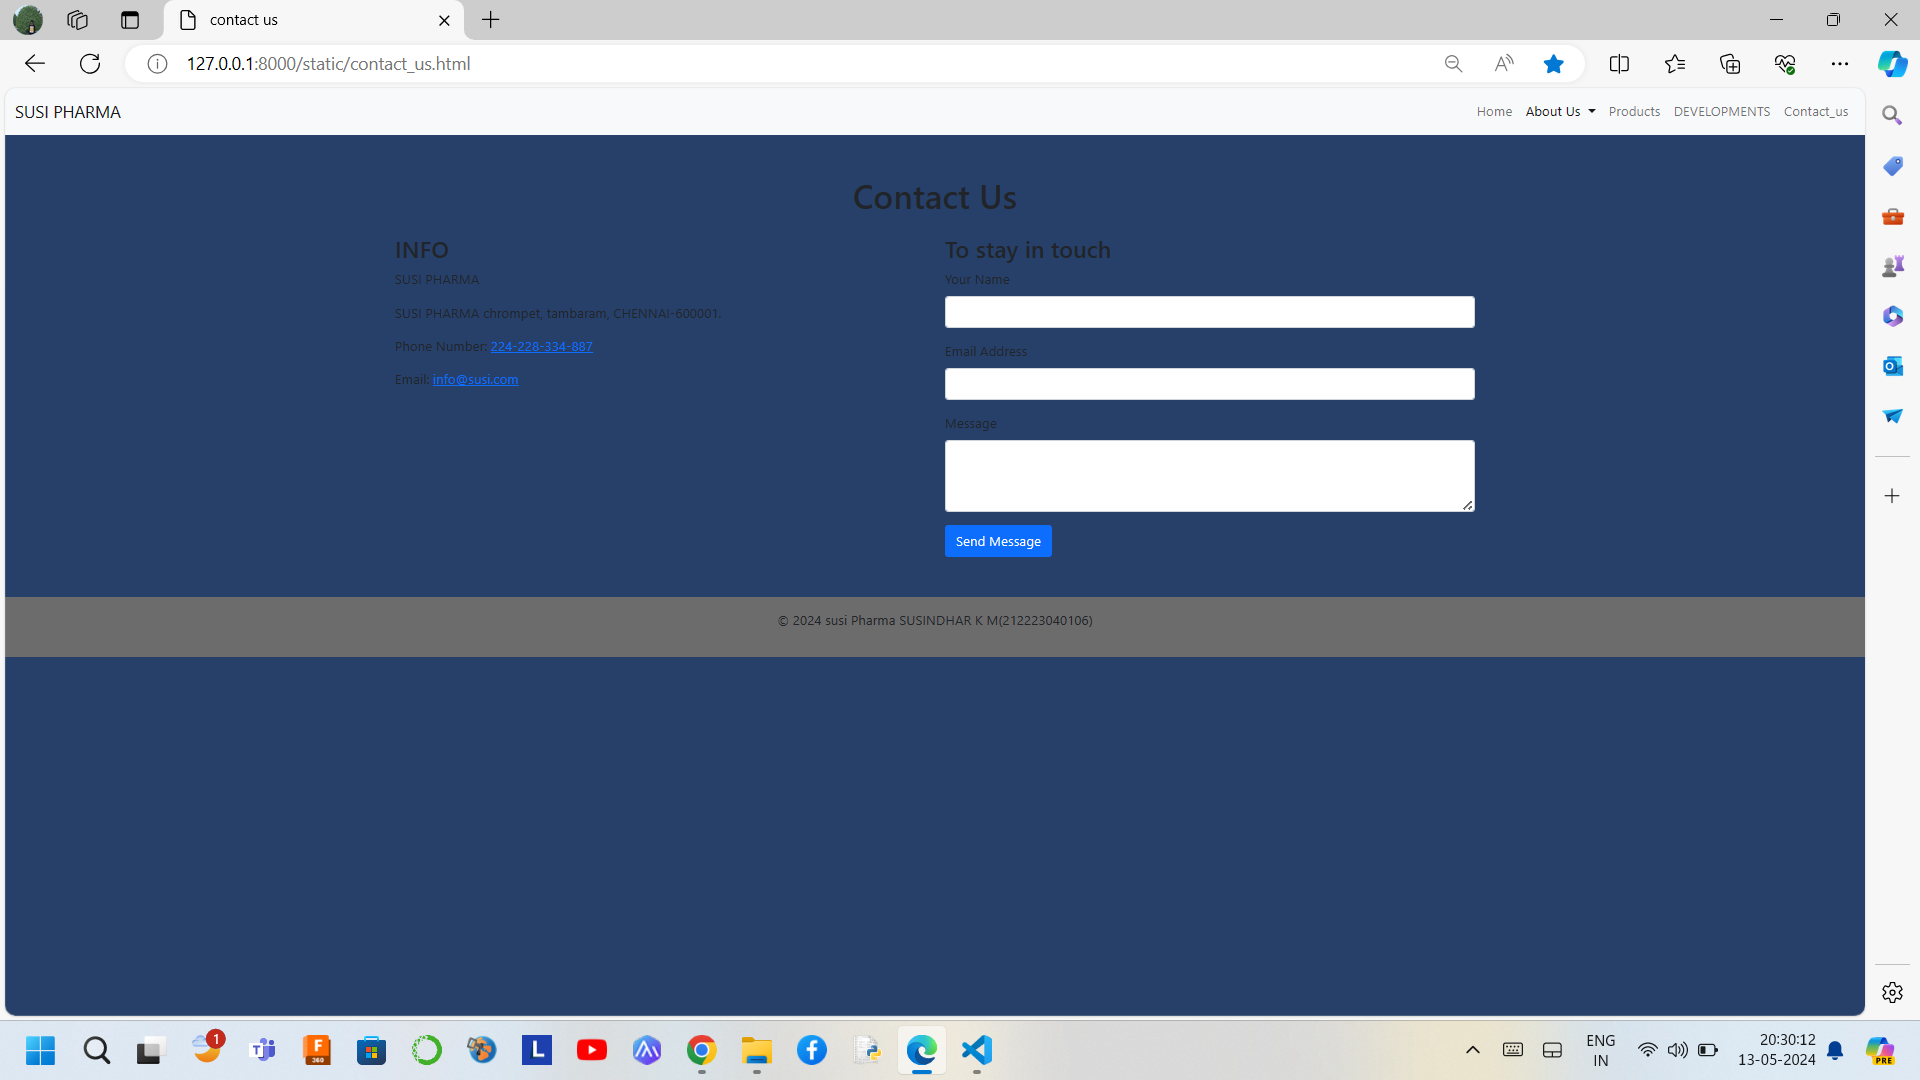 contact us
127.0.0.1:8000/static/contact_us.html
SUSI PHARMA
Home About Us Products DEVELOPMENTS Contact_us
Contact Us
INFO
SUSI PHARMA
SUSI PHARMA chrompet, tambaram, CHENNAI-600001.
Phone Number: 224-228-334-887
Email: info@susi.com
To stay in touch
Your Name
Email Address
Message
Send Message
© 2024 susi Pharma SUSINDHAR K M(212223040106)
1
F
360
L
ENG
IN
20:30:12
13-05-2024
PRE